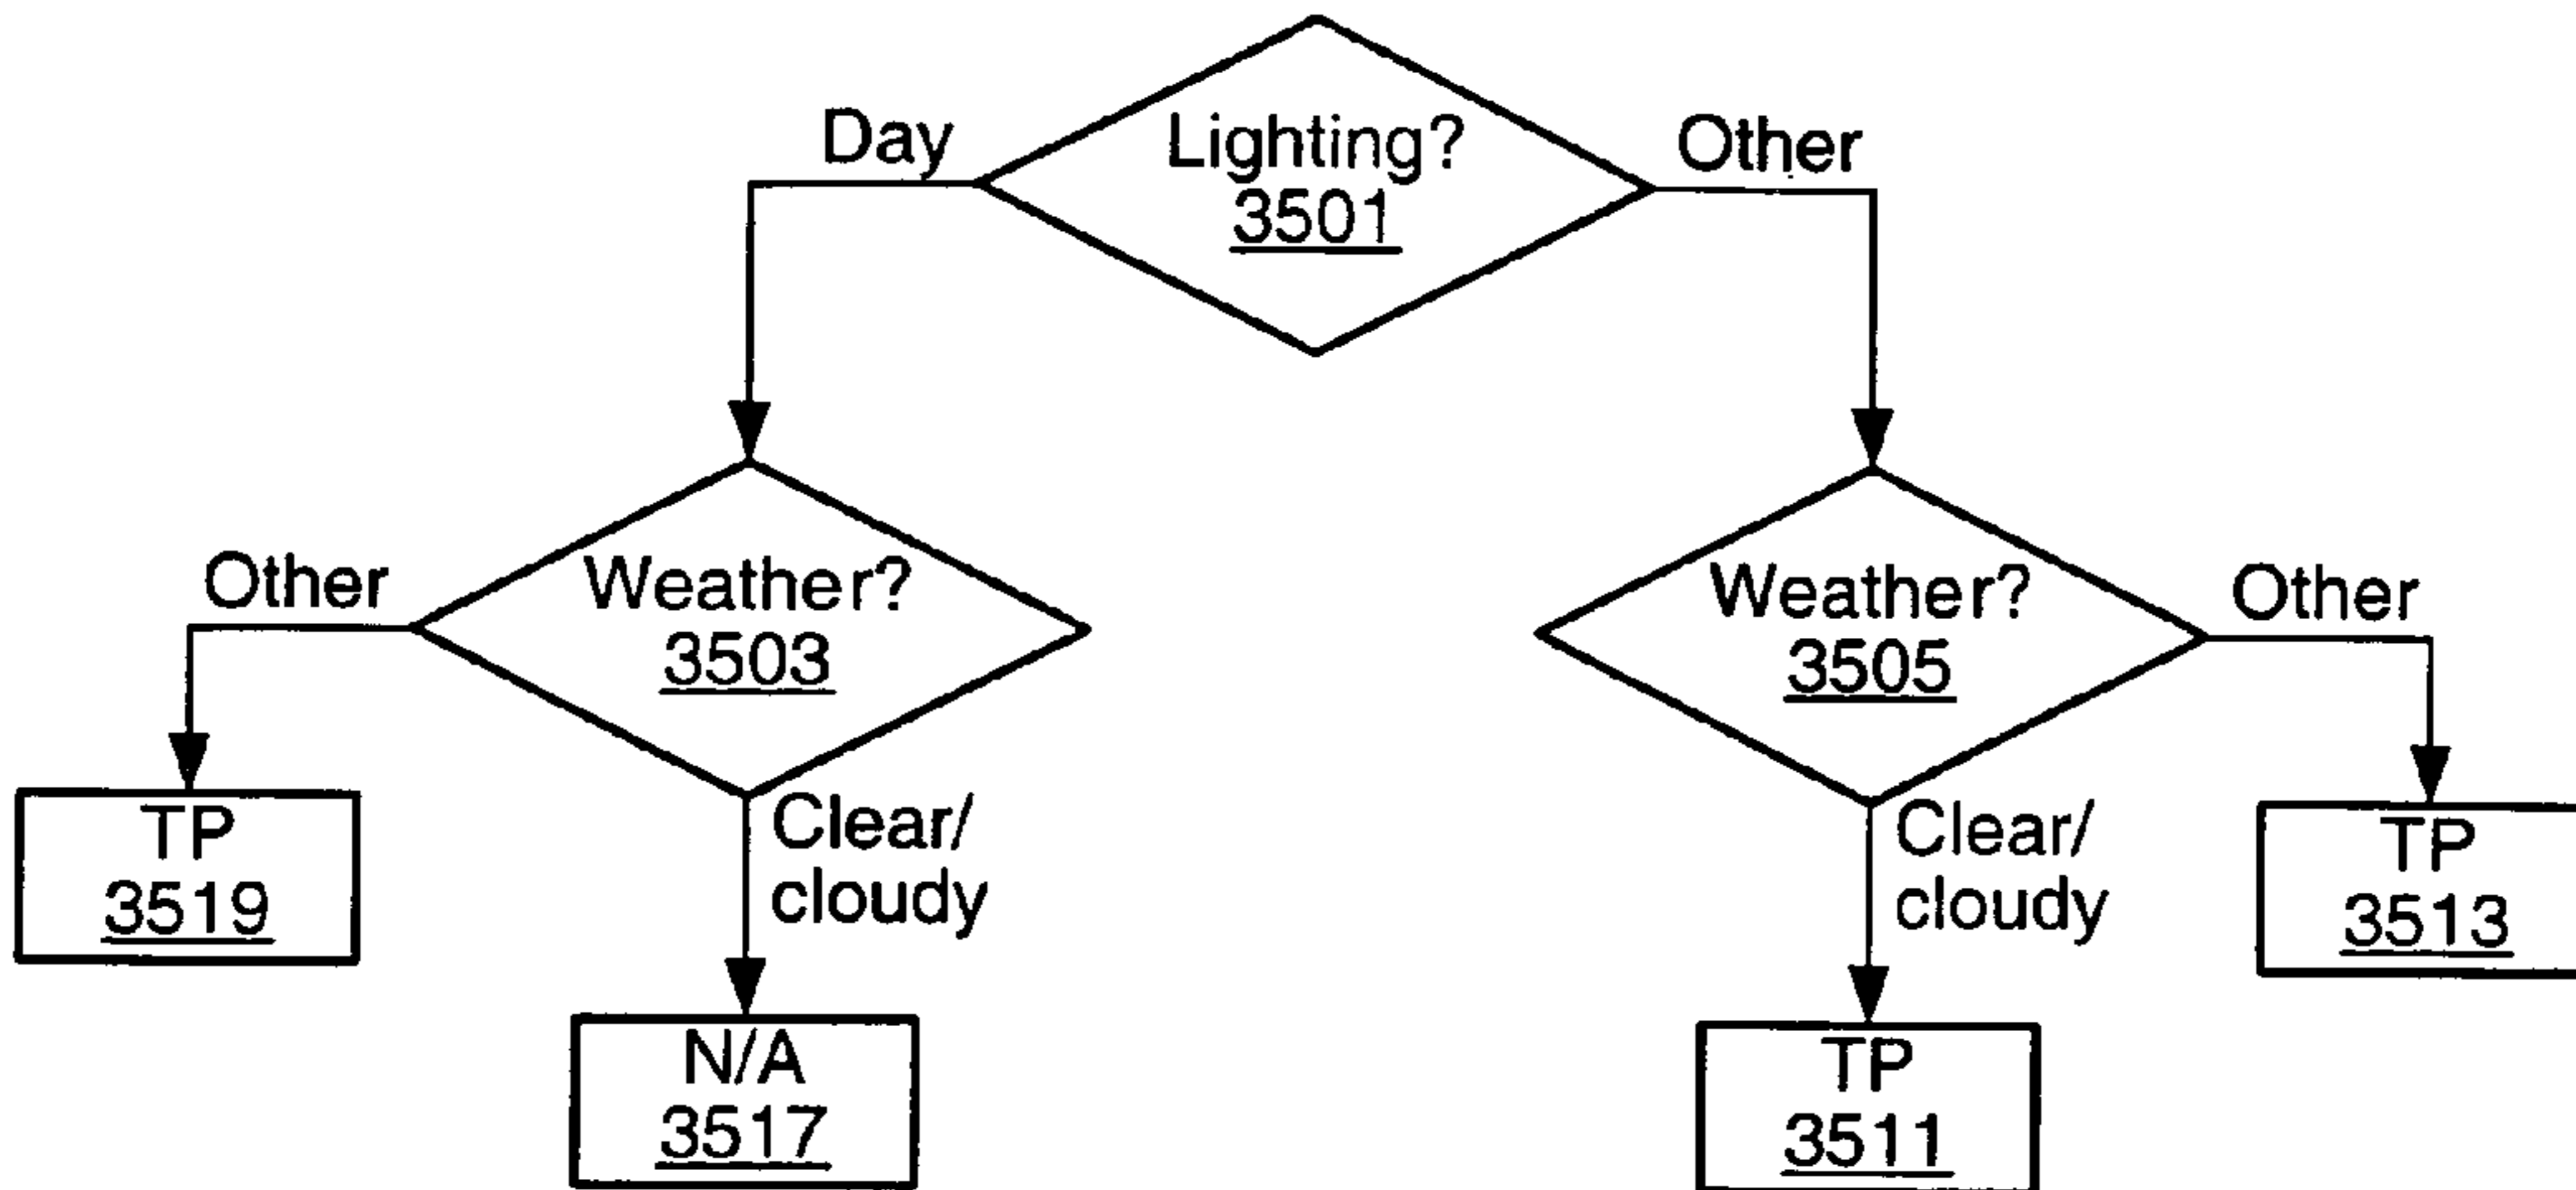 Lighting?
3501
Day
Other
Weather?
3503
Other
Clear/
cloudy
Weather?
3505
Other
Clear/
cloudy
TP
3519
N/A
3517
TP
3511
TP
3513